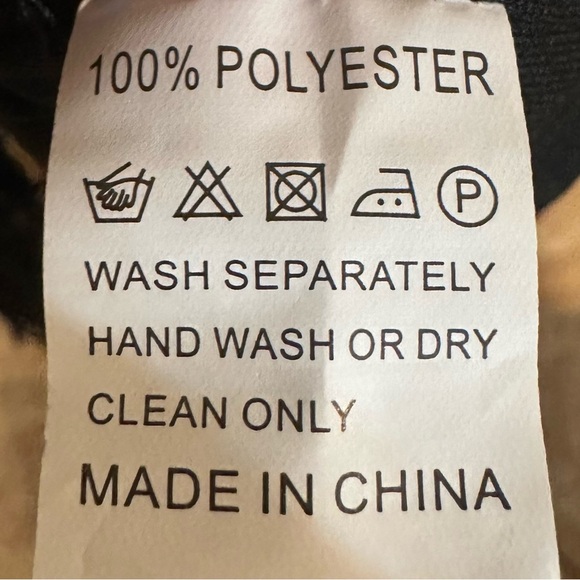 100% POLYESTER
P
WASH SEPARATELY
HAND WASH OR DRY
CLEAN ONLY
MADE IN CHINA